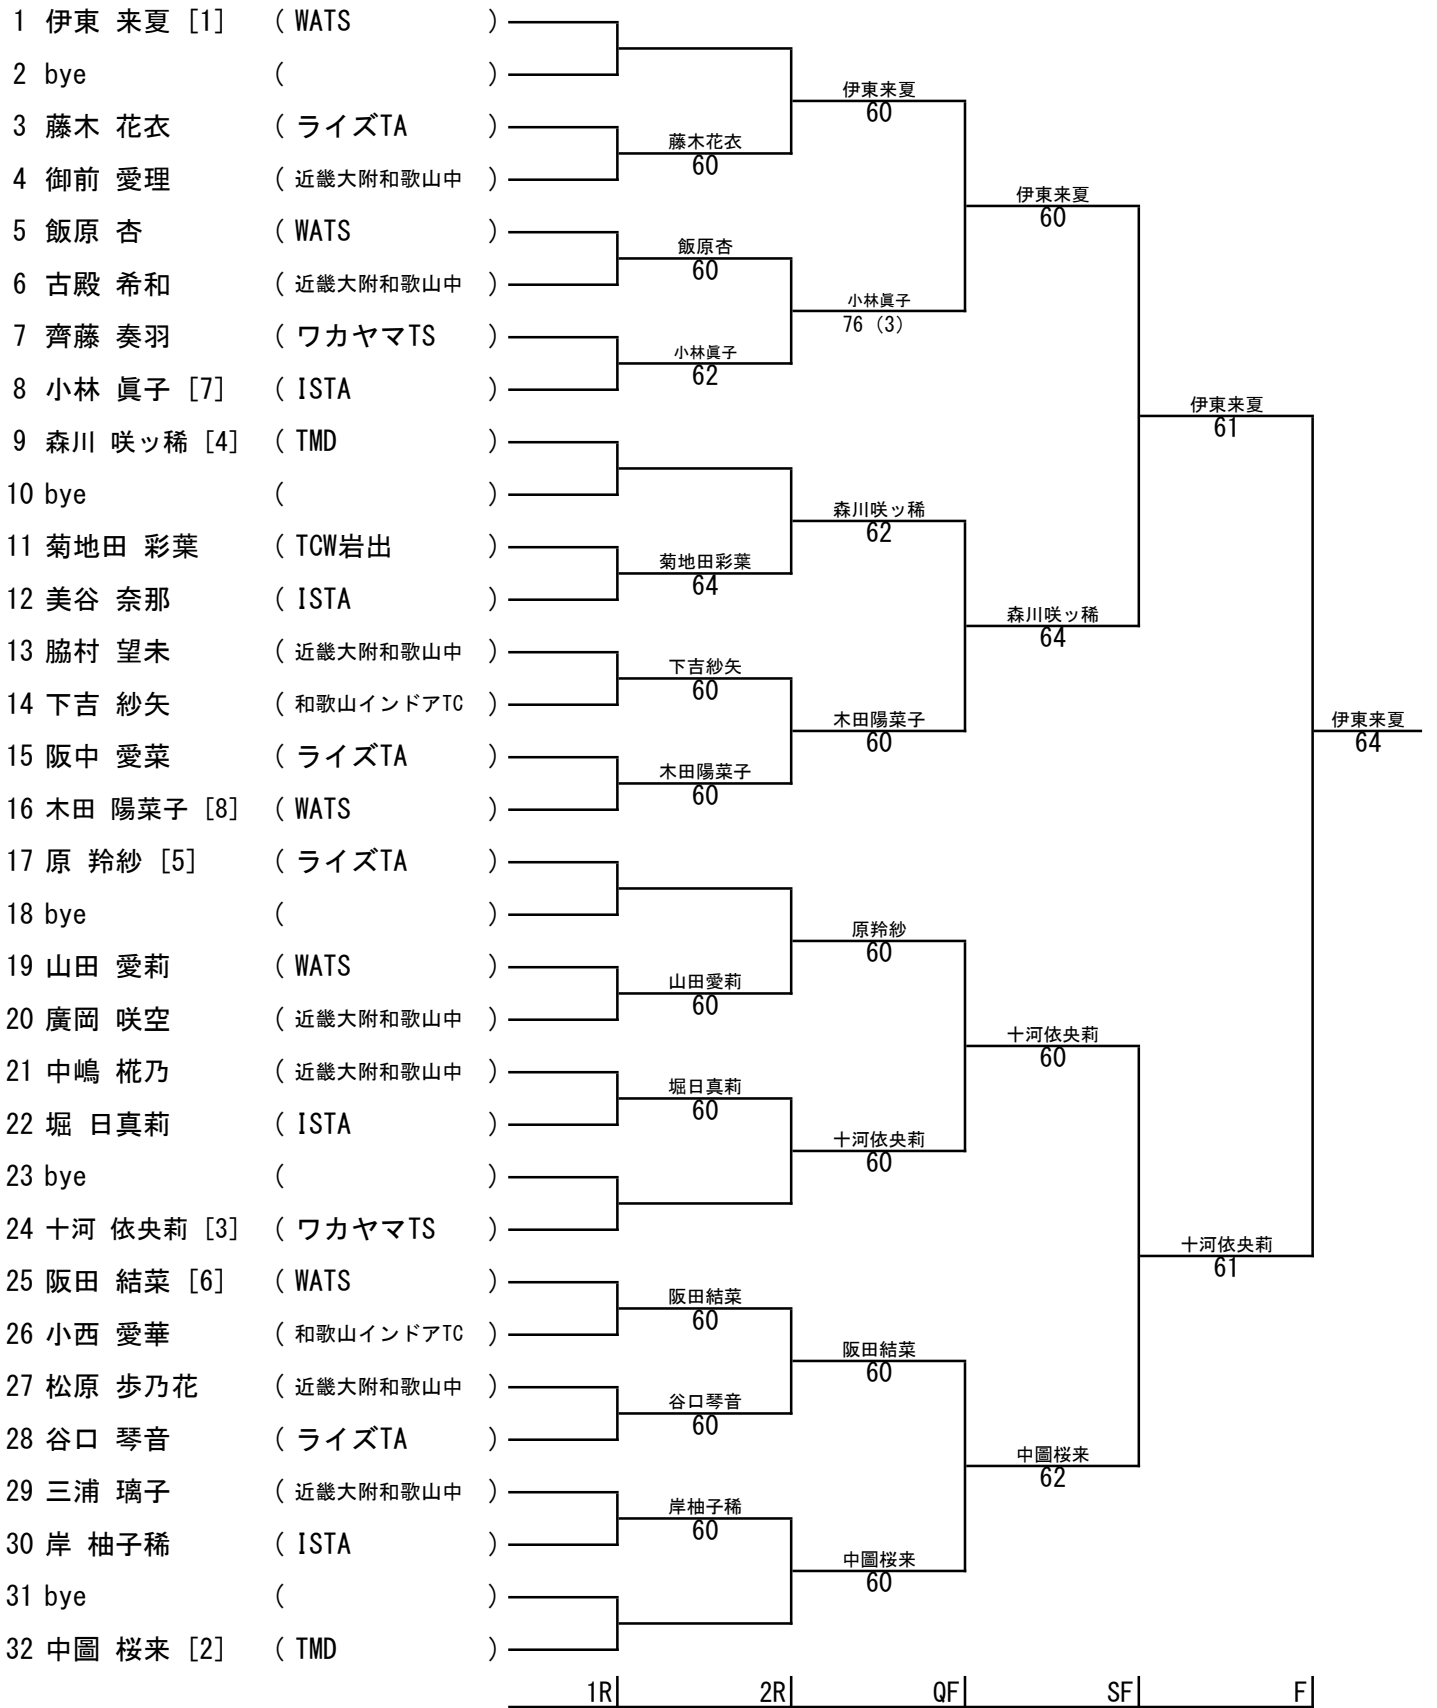 1 伊東 来夏 [1] ( WATS )
2 bye ( )
伊東来夏
60
3 藤木 花衣 ( ライズTA )
藤木花衣
60
4 御前 愛理 ( 近畿大附和歌山中 )
伊東来夏
60
5 飯原 杏 ( WATS )
飯原杏
60
6 古殿 希和 ( 近畿大附和歌山中 )
小林眞子
76 (3)
7 齊藤 奏羽 ( ワカヤマTS )
小林眞子
62
8 小林 眞子 [7] ( ISTA )
伊東来夏
61
9 森川 咲ッ稀 [4] ( TMD )
10 bye ( )
森川咲ッ稀
62
11 菊地田 彩葉 ( TCW岩出 )
菊地田彩葉
64
12 美谷 奈那 ( ISTA )
森川咲ッ稀
64
13 脇村 望未 ( 近畿大附和歌山中 )
下吉紗矢
60
14 下吉 紗矢 ( 和歌山インドアTC )
木田陽菜子
60
伊東来夏
64
15 阪中 愛菜 ( ライズTA )
木田陽菜子
60
16 木田 陽菜子 [8] ( WATS )
17 原 羚紗 [5] ( ライズTA )
18 bye ( )
原羚紗
60
19 山田 愛莉 ( WATS )
山田愛莉
60
20 廣岡 咲空 ( 近畿大附和歌山中 )
十河依央莉
60
21 中嶋 椛乃 ( 近畿大附和歌山中 )
堀日真莉
60
22 堀 日真莉 ( ISTA )
十河依央莉
60
23 bye ( )
24 十河 依央莉 [3] ( ワカヤマTS )
十河依央莉
61
25 阪田 結菜 [6] ( WATS )
阪田結菜
60
26 小西 愛華 ( 和歌山インドアTC )
阪田結菜
60
27 松原 歩乃花 ( 近畿大附和歌山中 )
谷口琴音
60
28 谷口 琴音 ( ライズTA )
中圖桜来
62
29 三浦 璃子 ( 近畿大附和歌山中 )
岸柚子稀
60
30 岸 柚子稀 ( ISTA )
中圖桜来
60
31 bye ( )
32 中圖 桜来 [2] ( TMD )
1R 2R QF SF F